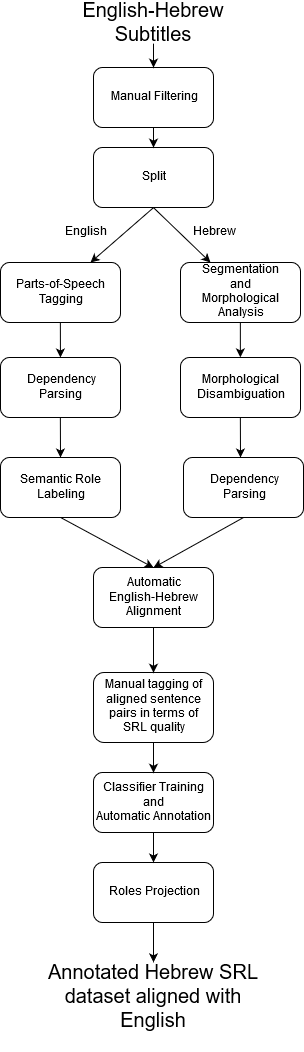 English-Hebrew
Subtitles
Manual Filtering
Split
English
Hebrew
Parts-of-Speech
Tagging
Segmentation
and
Morphological
Analysis
Dependency
Parsing
Morphological
Disambiguation
Semantic Role
Labeling
Dependency
Parsing
Automatic
English-Hebrew
Alignment
Manual tagging of
aligned sentence
pairs in terms of
SRL quality
Classifier Training
and
Automatic Annotation
Roles Projection
Annotated Hebrew SRL
dataset aligned with
English